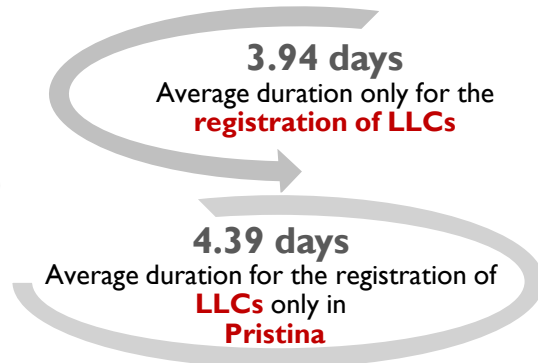 3.94 days
Average duration only for the
registration of LLCs
4.39 days
Average duration for the registration of
LLCs only in
Pristina